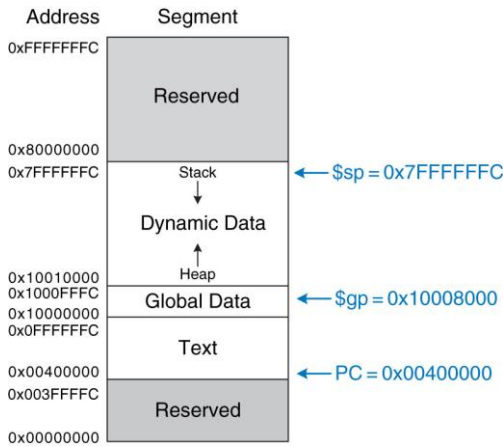 Address Segment
0xFFFFFFFC
Reserved
0x80000000
0x7FFFFFFC Stack $sp = 0x7FFFFFFC
Dynamic Data
0x10010000 Heap
0x1000FFFC
Global Data $gp = 0x10008000
0x10000000
0x0FFFFFFC
Text
0x00400000 PC = 0x00400000
0x003FFFFC
Reserved
0x00000000